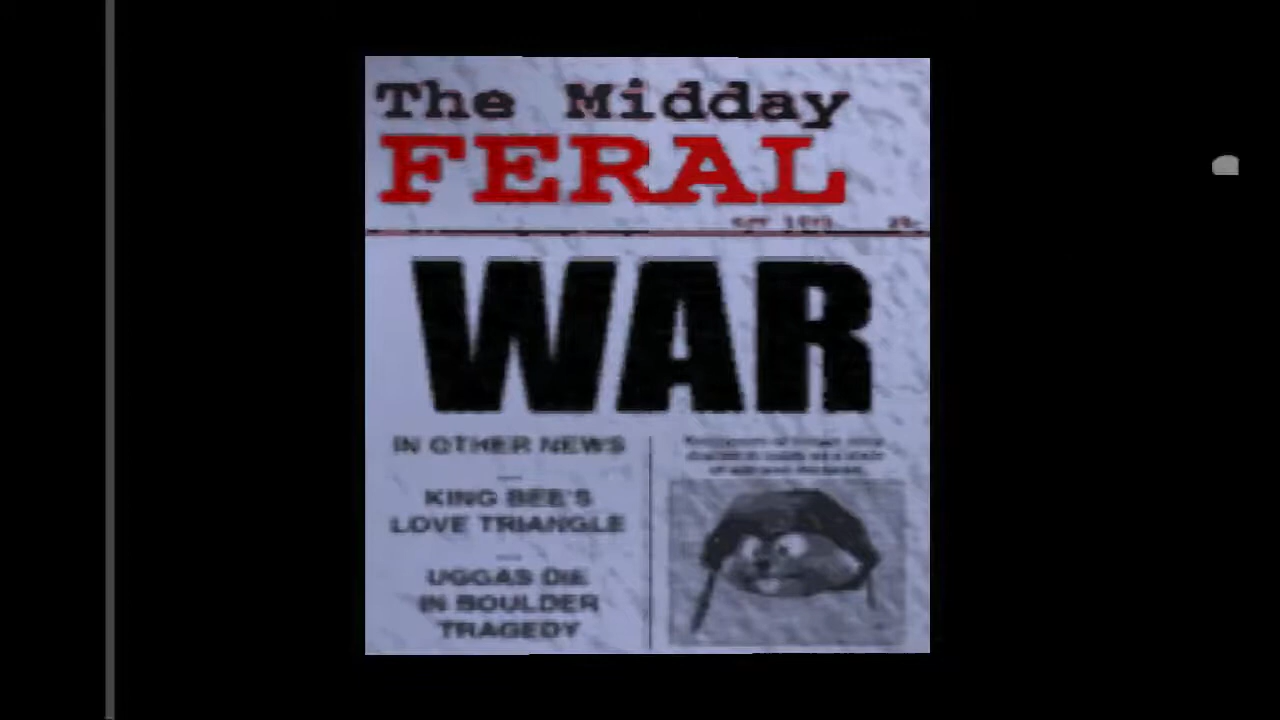 The Midday
FERAL
WAR
IN OTHER NEWS
KING BEE'S
LOVE TRIANGLE
UGGAS DIE
IN BOULDER
TRAGEDY